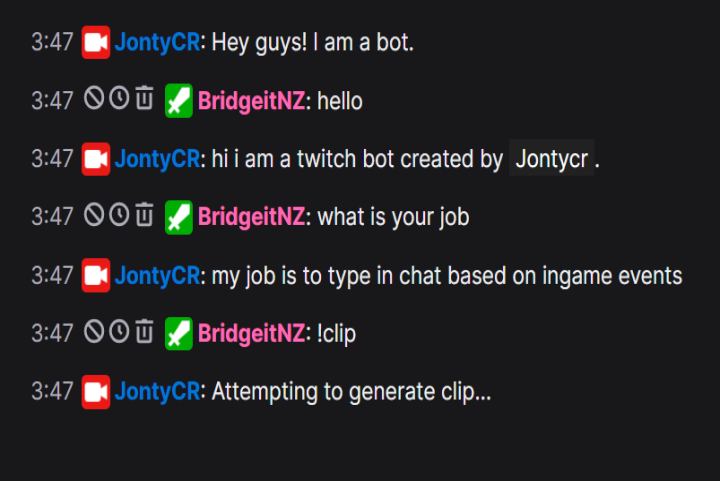 3:47 JontyCR: Hey guys! I am a bot.
3:47 BridgeitNZ: hello
3:47 JontyCR: hi i am a twitch bot created by Jontycr .
3:47 BridgeitNZ: what is your job
3:47 JontyCR: my job is to type in chat based on ingame events
3:47 BridgeitNZ: !clip
3:47 JontyCR: Attempting to generate clip...